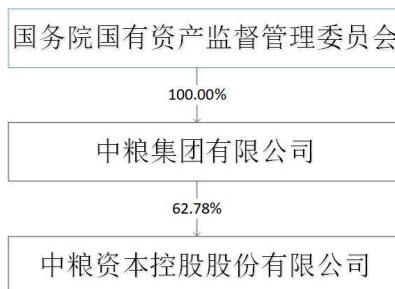 国务院国有资产监督管理委员会
100.00%
中粮集团有限公司
62.78%
中粮资本控股股份有限公司